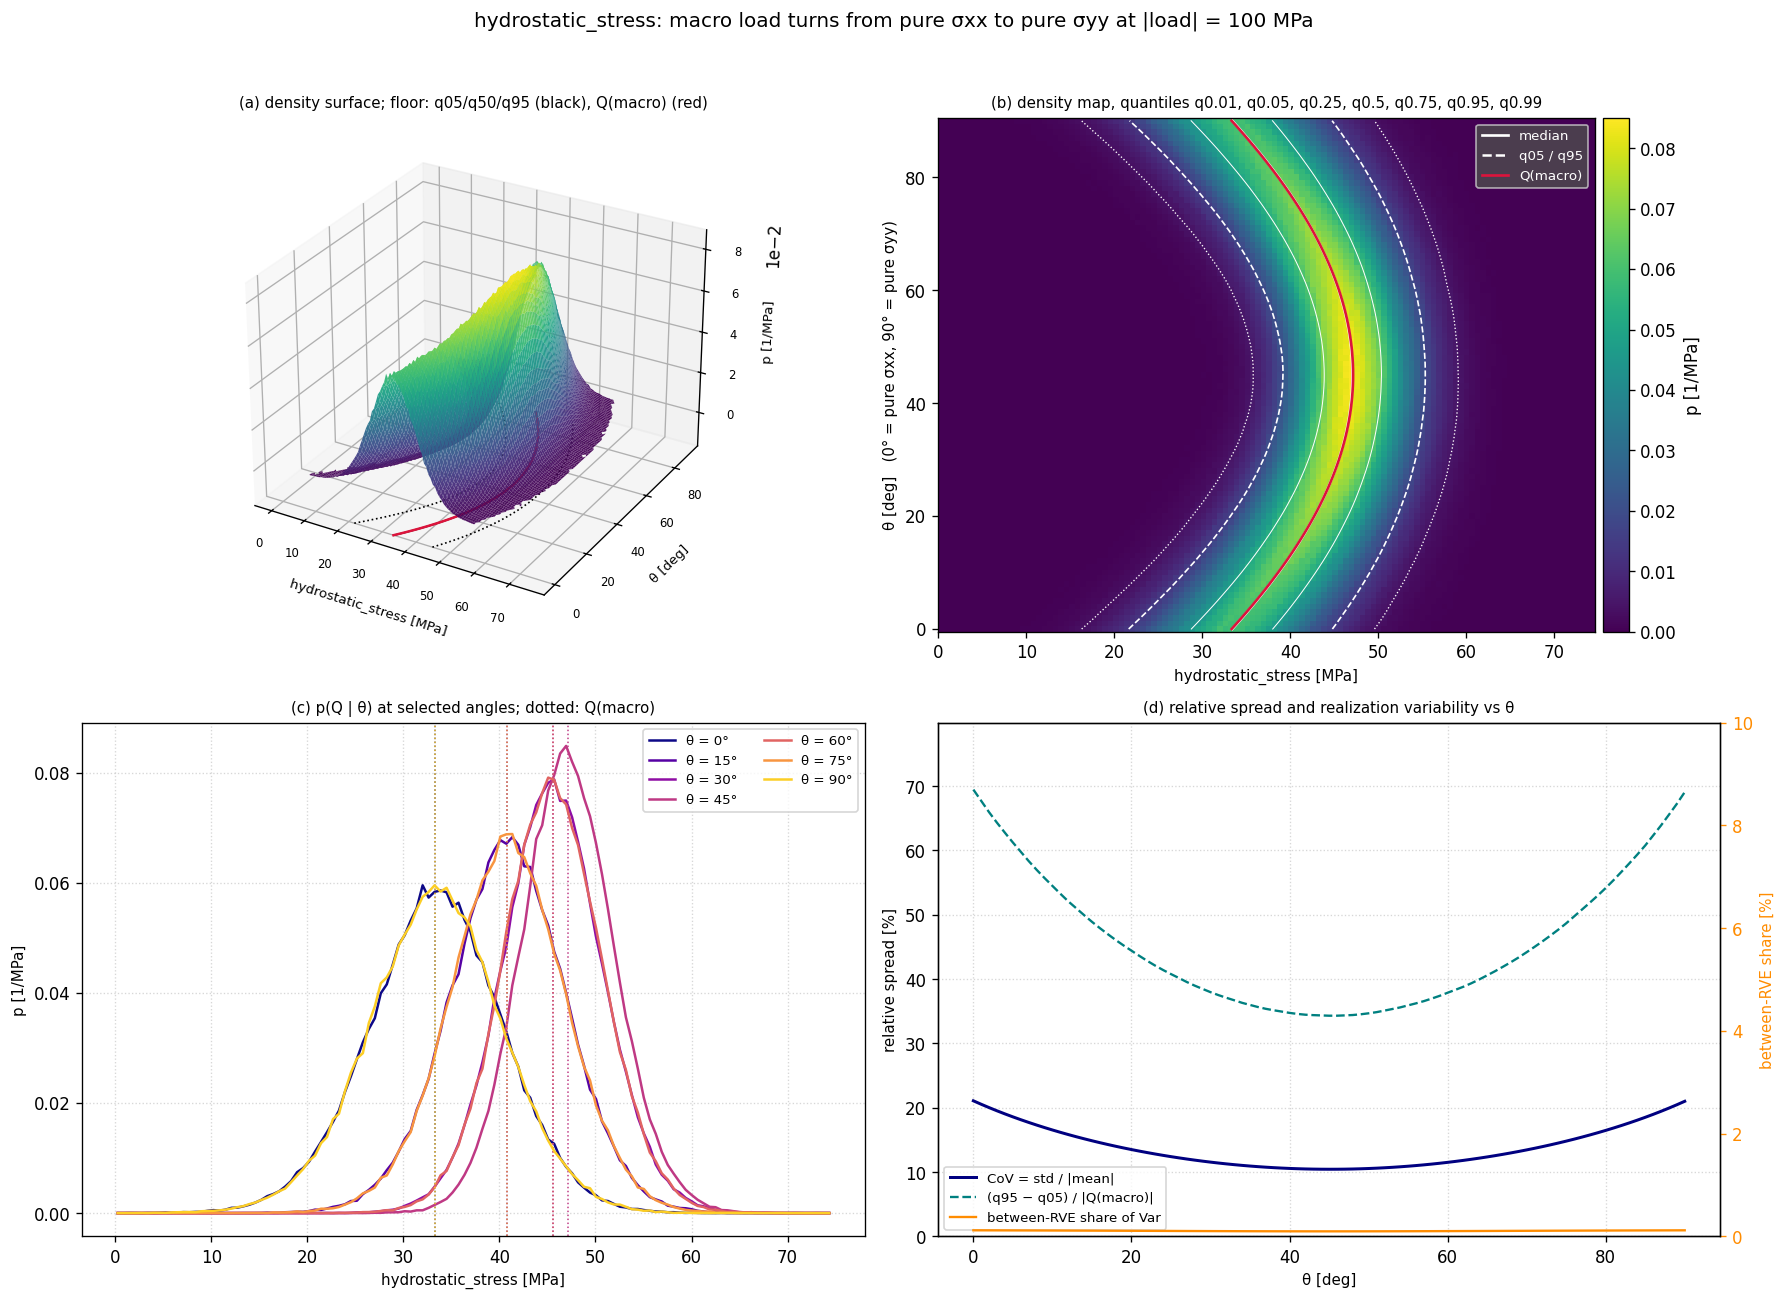 hydrostatic_stress: macro load turns from pure σxx to pure σyy at |load| = 100 MPa
(a) density surface; floor: q05/q50/q95 (black), Q(macro) (red)
1e−2
8
6
4
2
0
p [1/MPa]
0
10
20
30
40
50
60
70
hydrostatic_stress [MPa]
0
20
40
60
80
θ [deg]
(b) density map, quantiles q0.01, q0.05, q0.25, q0.5, q0.75, q0.95, q0.99
median
q05 / q95
Q(macro)
80
60
40
20
0
θ [deg]   (0° = pure σxx, 90° = pure σyy)
0 10 20 30 40 50 60 70
hydrostatic_stress [MPa]
0.08
0.07
0.06
0.05
0.04
0.03
0.02
0.01
0.00
p [1/MPa]
(c) p(Q | θ) at selected angles; dotted: Q(macro)
θ = 0°
θ = 15°
θ = 30°
θ = 45°
θ = 60°
θ = 75°
θ = 90°
0.08
0.06
0.04
0.02
0.00
p [1/MPa]
0 10 20 30 40 50 60 70
hydrostatic_stress [MPa]
(d) relative spread and realization variability vs θ
70
60
50
40
30
20
10
0
relative spread [%]
CoV = std / |mean|
(q95 − q05) / |Q(macro)|
between-RVE share of Var
0 20 40 60 80
θ [deg]
10
8
6
4
2
0
between-RVE share [%]